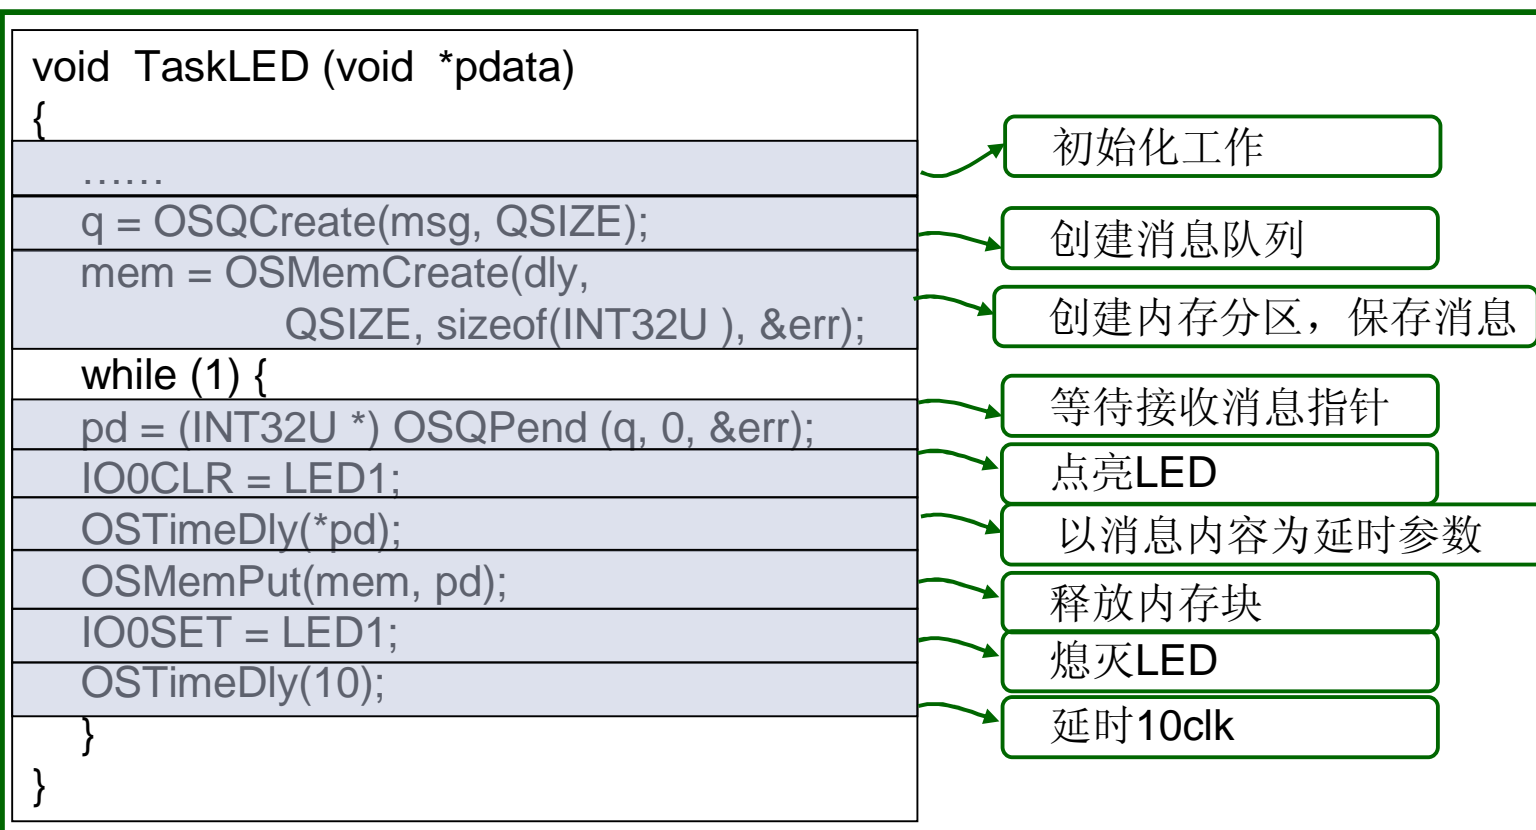 void TaskLED (void *pdata)
{
……
初始化工作
q = OSQCreate(msg, QSIZE);
创建消息队列
mem = OSMemCreate(dly,
QSIZE, sizeof(INT32U ), &err);
创建内存分区，保存消息
while (1) {
pd = (INT32U *) OSQPend (q, 0, &err);
等待接收消息指针
IO0CLR = LED1;
点亮LED
OSTimeDly(*pd);
以消息内容为延时参数
OSMemPut(mem, pd);
释放内存块
IO0SET = LED1;
熄灭LED
OSTimeDly(10);
延时10clk
}
}